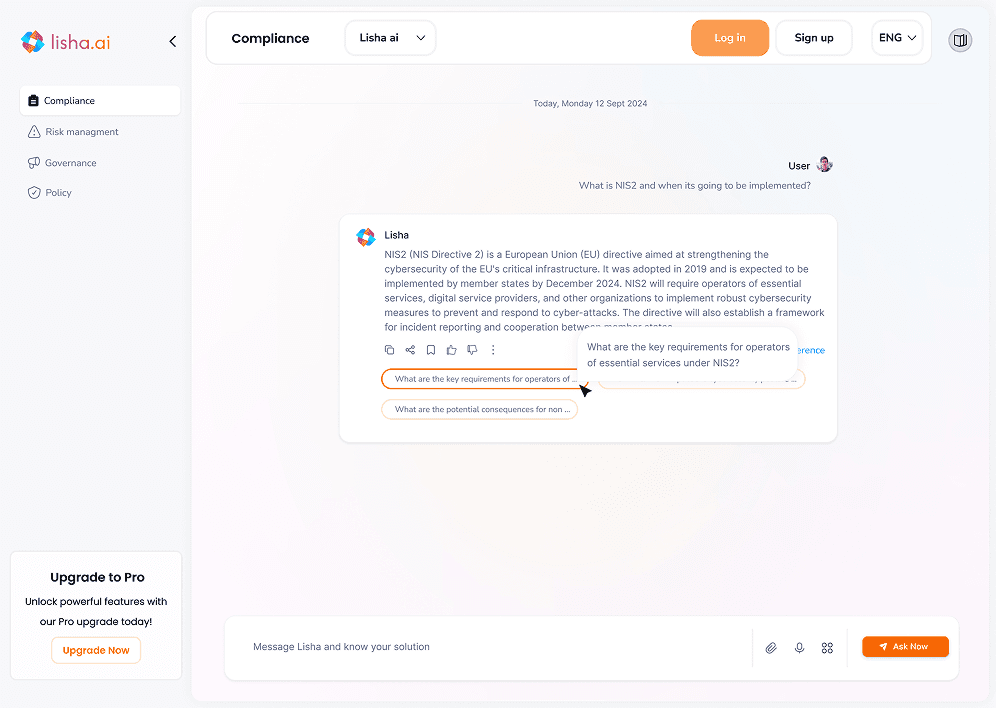 lisha.ai
Compliance
Lisha ai
Log in
Sign up
ENG
Compliance
Risk managment
Governance
Policy
Today, Monday 12 Sept 2024
User
What is NIS2 and when its going to be implemented?
Lisha
NIS2 (NIS Directive 2) is a European Union (EU) directive aimed at strengthening the
cybersecurity of the EU's critical infrastructure. It was adopted in 2019 and is expected to be
implemented by member states by December 2024. NIS2 will require operators of essential
services, digital service providers, and other organizations to implement robust cybersecurity
measures to prevent and respond to cyber-attacks. The directive will also establish a framework
for incident reporting and cooperation between member states.
What are the key requirements for operators
of essential services under NIS2?
erence
What are the key requirements for operators of ...
What are the potential consequences for non ...
Upgrade to Pro
Unlock powerful features with
our Pro upgrade today!
Upgrade Now
Message Lisha and know your solution
Ask Now